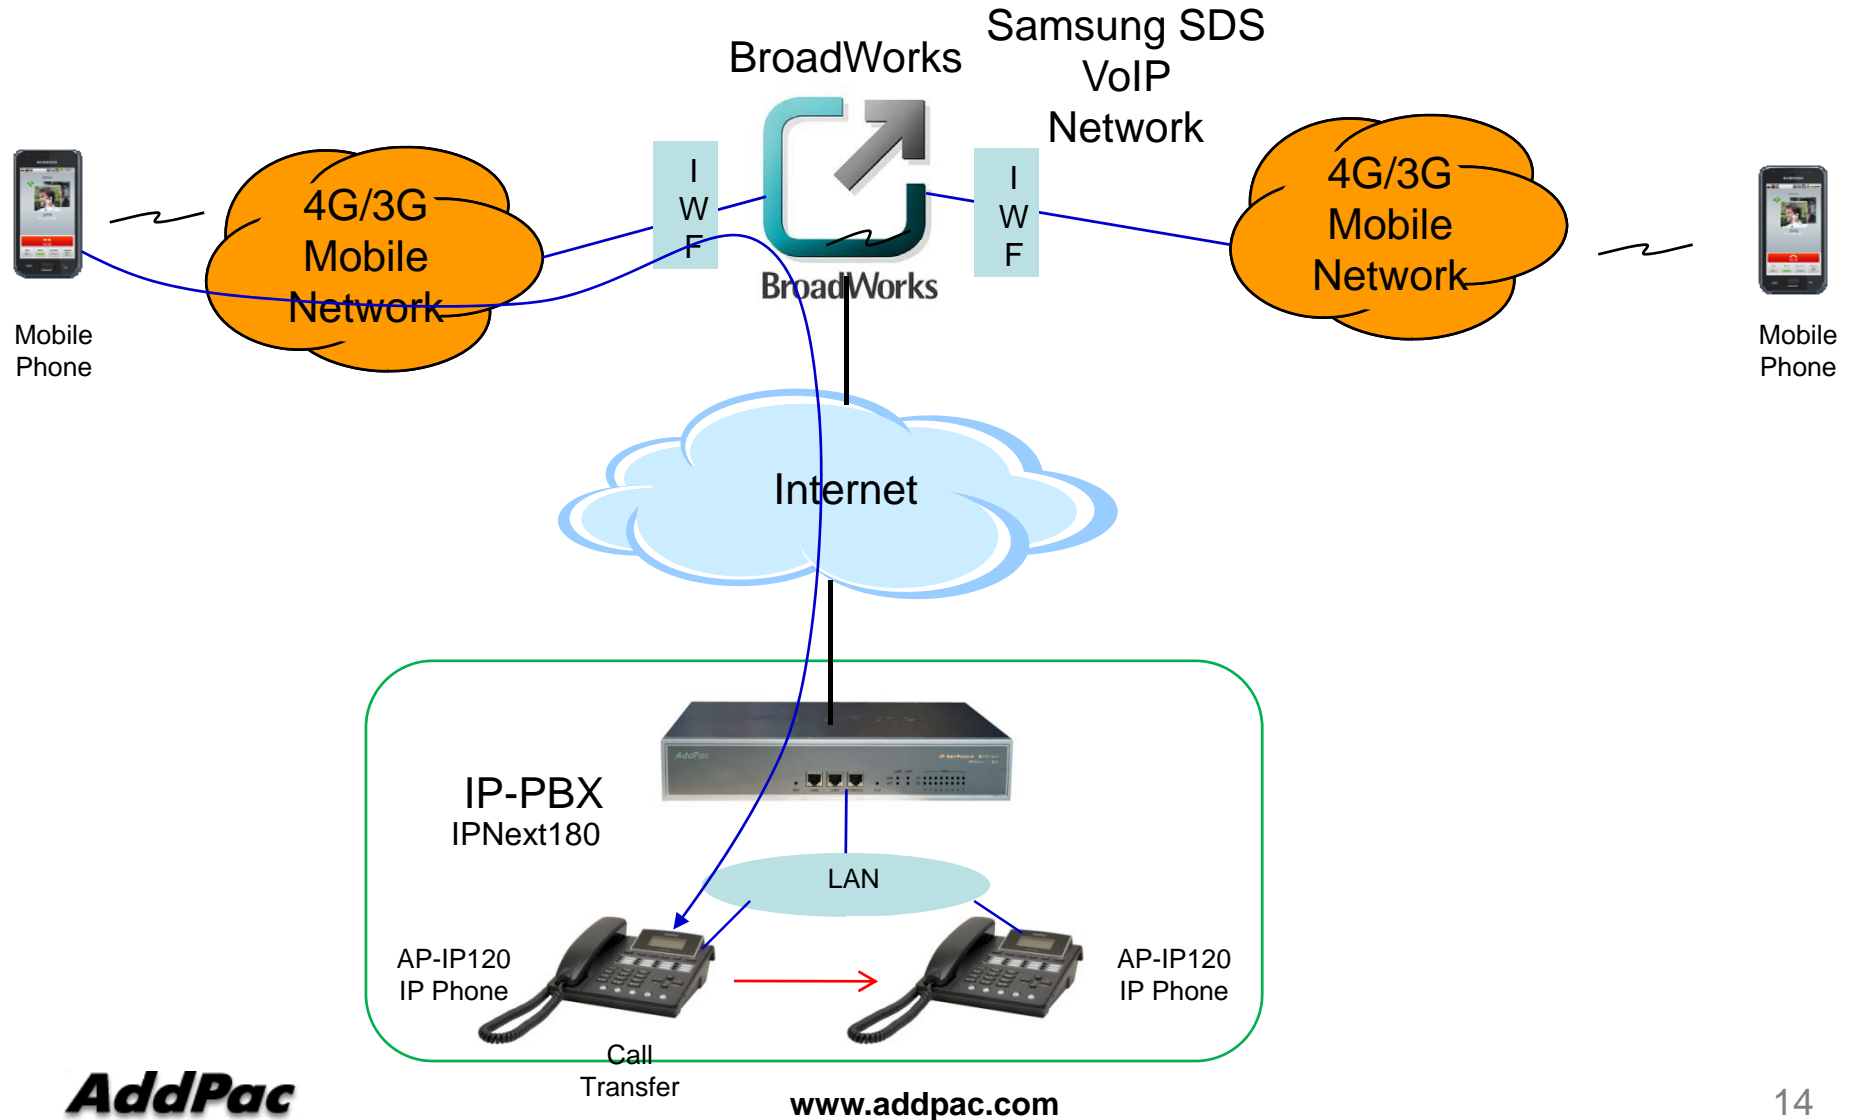 Samsung SDS
VoIP
Network
BroadWorks
I
W
F
I
W
F
4G/3G
Mobile
Network
4G/3G
Mobile
Network
BroadWorks
Mobile
Phone
Mobile
Phone
Internet
AddPac
IP-PBX
IPNext180
LAN
AP-IP120
IP Phone
AP-IP120
IP Phone
Call
Transfer
AddPac
www.addpac.com
14